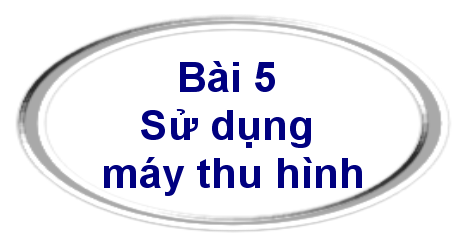 Bài 5
Sử dụng
máy thu hình